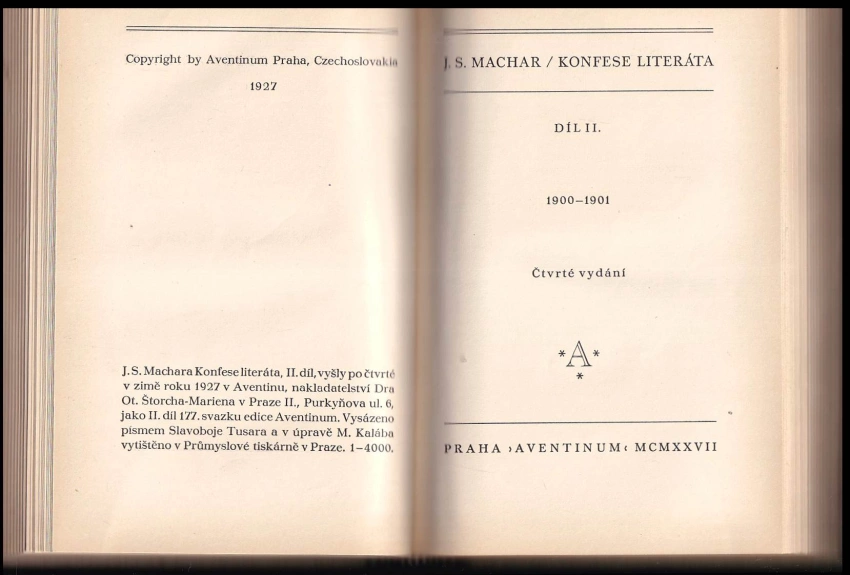 Copyright by Aventinum Praha, Czechoslovakia
1927
J. S. Machara Konfese literáta, II. díl, vyšly po čtvrté
v zimě roku 1927 v Aventinu, nakladatelství Dra
Ot. Štorcha-Mariena v Praze II., Purkyňova ul. 6,
jako II. díl 177. svazku edice Aventinum. Vysázeno
písmem Slavoboje Tusara a v úpravě M. Kalába
vytištěno v Průmyslové tiskárně v Praze. 1–4000.
J. S. MACHAR / KONFESE LITERÁTA
DÍL II.
1900–1901
Čtvrté vydání
*A*
*
PRAHA ›AVENTINUM‹ MCMXXVII